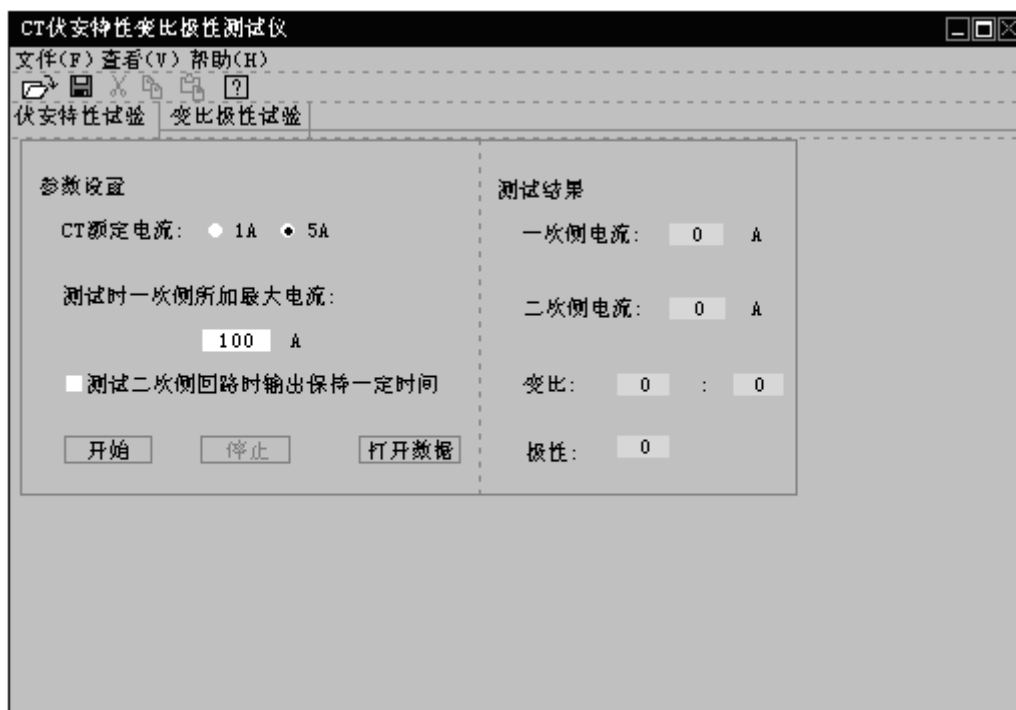 CT伏安特性变比极性测试仪
文件(F) 查看(V) 帮助(H)
?
伏安特性试验 变比极性试验
参数设置
CT额定电流: 1A 5A
测试时一次侧所加最大电流:
100 A
测试二次侧回路时输出保持一定时间
开始 停止 打开数据
测试结果
一次侧电流: 0 A
二次侧电流: 0 A
变比: 0 : 0
极性: 0